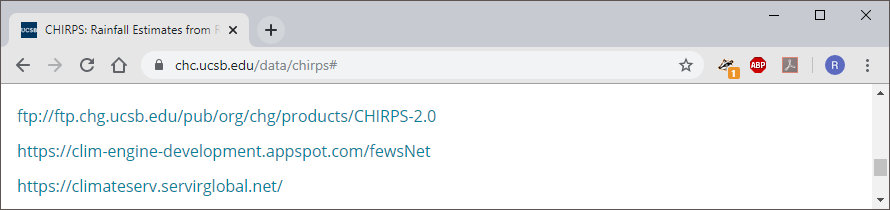 UCSB CHIRPS: Rainfall Estimates from R
chc.ucsb.edu/data/chirps#
1 ABP R
ftp://ftp.chg.ucsb.edu/pub/org/chg/products/CHIRPS-2.0
https://clim-engine-development.appspot.com/fewsNet
https://climateserv.servirglobal.net/